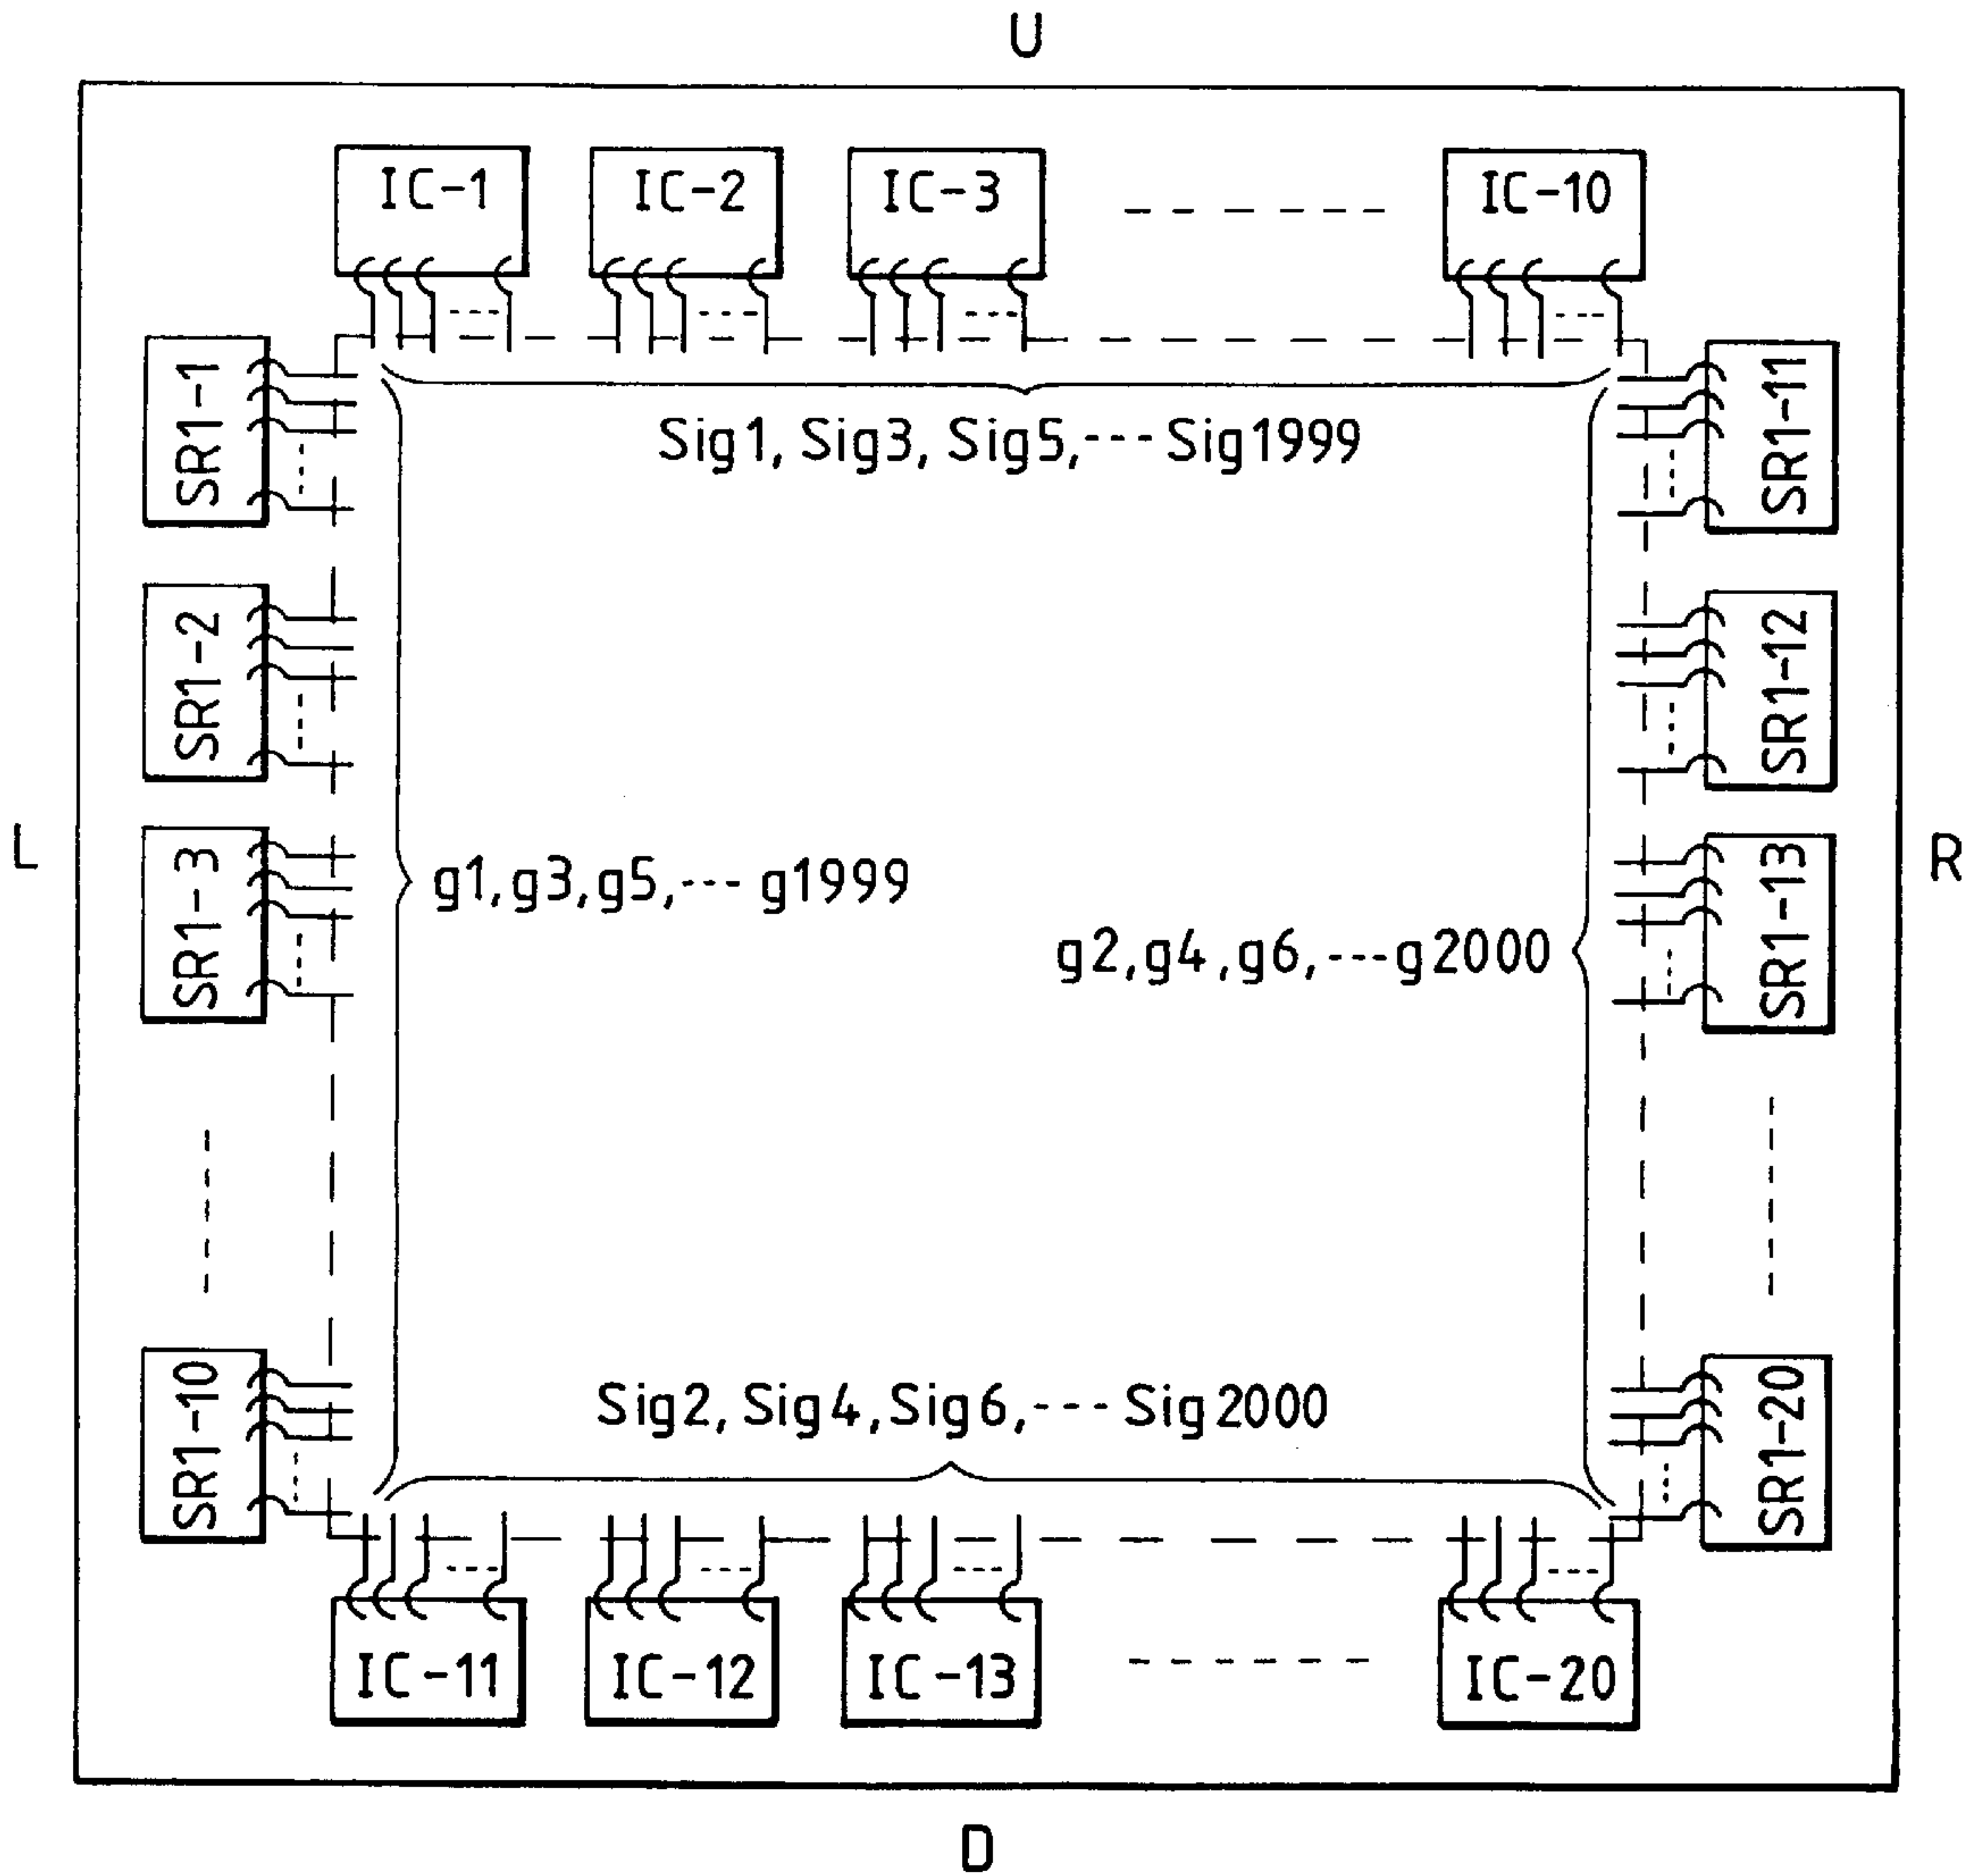 U
IC-1
IC-2
IC-3
IC-10
SR1-1
SR1-11
Sig1, Sig3, Sig5,--- Sig1999
SR1-2
SR1-12
L
SR1-3
g1,g3,g5,--- g1999
R
SR1-13
g2,g4,g6,---g2000
SR1-10
Sig2, Sig4, Sig6,--- Sig2000
SR1-20
IC-11
IC-12
IC-13
IC-20
D